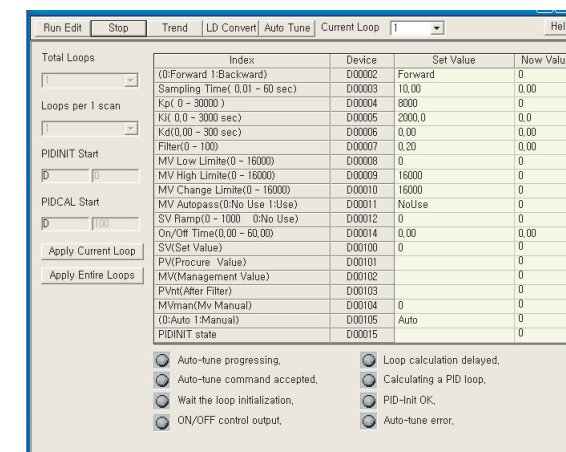 Run Edit Stop Trend LD Convert Auto Tune Current Loop 1 Hel
Total Loops
1
Loops per 1 scan
1
PIDINIT Start
D 0
PIDCAL Start
D 100
Apply Current Loop
Apply Entire Loops
Index Device Set Value Now Valu
(0:Forward 1:Backward) D00002 Forward 0
Sampling Time( 0,01 - 60 sec) D00003 10,00 0,00
Kp( 0 - 30000 ) D00004 8000 0
Ki( 0,0 - 3000 sec) D00005 2000,0 0,0
Kd(0,00 - 300 sec) D00006 0,00 0,00
Filter(0 - 100) D00007 0,20 0,00
MV Low Limite(0 - 16000) D00008 0 0
MV High Limite(0 - 16000) D00009 16000 0
MV Change Limite(0 - 16000) D00010 16000 0
MV Autopass(0:No Use 1:Use) D00011 NoUse 0
SV Ramp(0 - 1000 0:No Use) D00012 0 0
On/Off Time(0,00 - 60,00) D00014 0,00 0,00
SV(Set Value) D00100 0 0
PV(Procure Value) D00101 0
MV(Management Value) D00102 0
PVnt(After Filter) D00103 0
MVman(Mv Manual) D00104 0 0
(0:Auto 1:Manual) D00105 Auto 0
PIDINIT state D00015 0
Auto-tune progressing, Loop calculation delayed,
Auto-tune command accepted, Calculating a PID loop,
Wait the loop initialization, PID-Init OK,
ON/OFF control output, Auto-tune error,